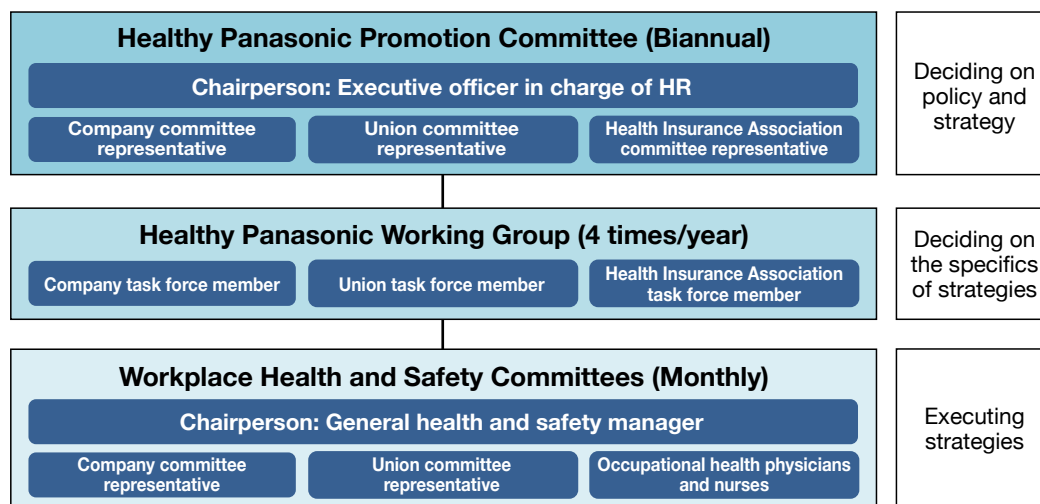 Healthy Panasonic Promotion Committee (Biannual)
Chairperson: Executive officer in charge of HR
Company committee
representative
Union committee
representative
Health Insurance Association
committee representative
Deciding on
policy and
strategy
Healthy Panasonic Working Group (4 times/year)
Company task force member
Union task force member
Health Insurance Association
task force member
Deciding on
the specifics
of strategies
Workplace Health and Safety Committees (Monthly)
Chairperson: General health and safety manager
Company committee
representative
Union committee
representative
Occupational health physicians
and nurses
Executing
strategies